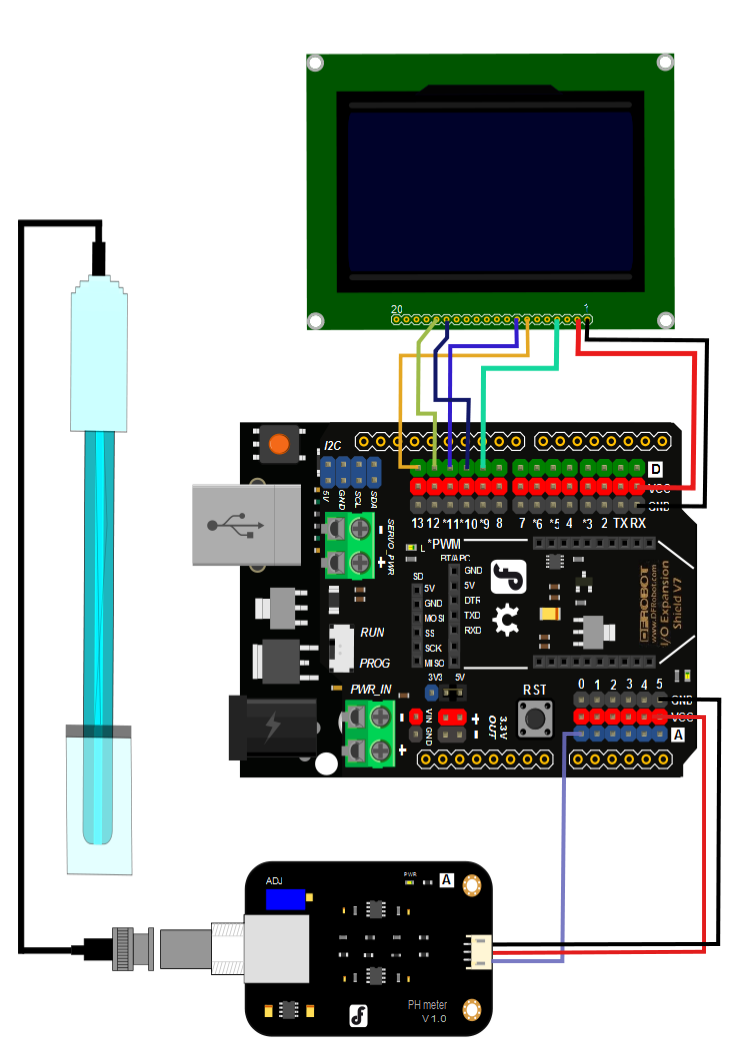 20 1
I2C
5V GND SCL SDA
D
VCC
GND
13 12 *11 *10 *9 8 7 *6 *5 4 *3 2 TX RX
SERVO_PWR
- +
L *PWM
BT/APC
GND
5V
DTR
TXD
RXD
SD
5V
GND
MOSI
SS
SCK
MISO
DFROBOT
www.DFRobot.com
I/O Expansion
Shield V7
RUN
PROG
3V3 5V
PWR_IN
- +
VIN GND
+ -
3.3V
OUT
RST
0 1 2 3 4 5
GND
VCC
A
ADJ
PWR
A
PH meter
V 1.0